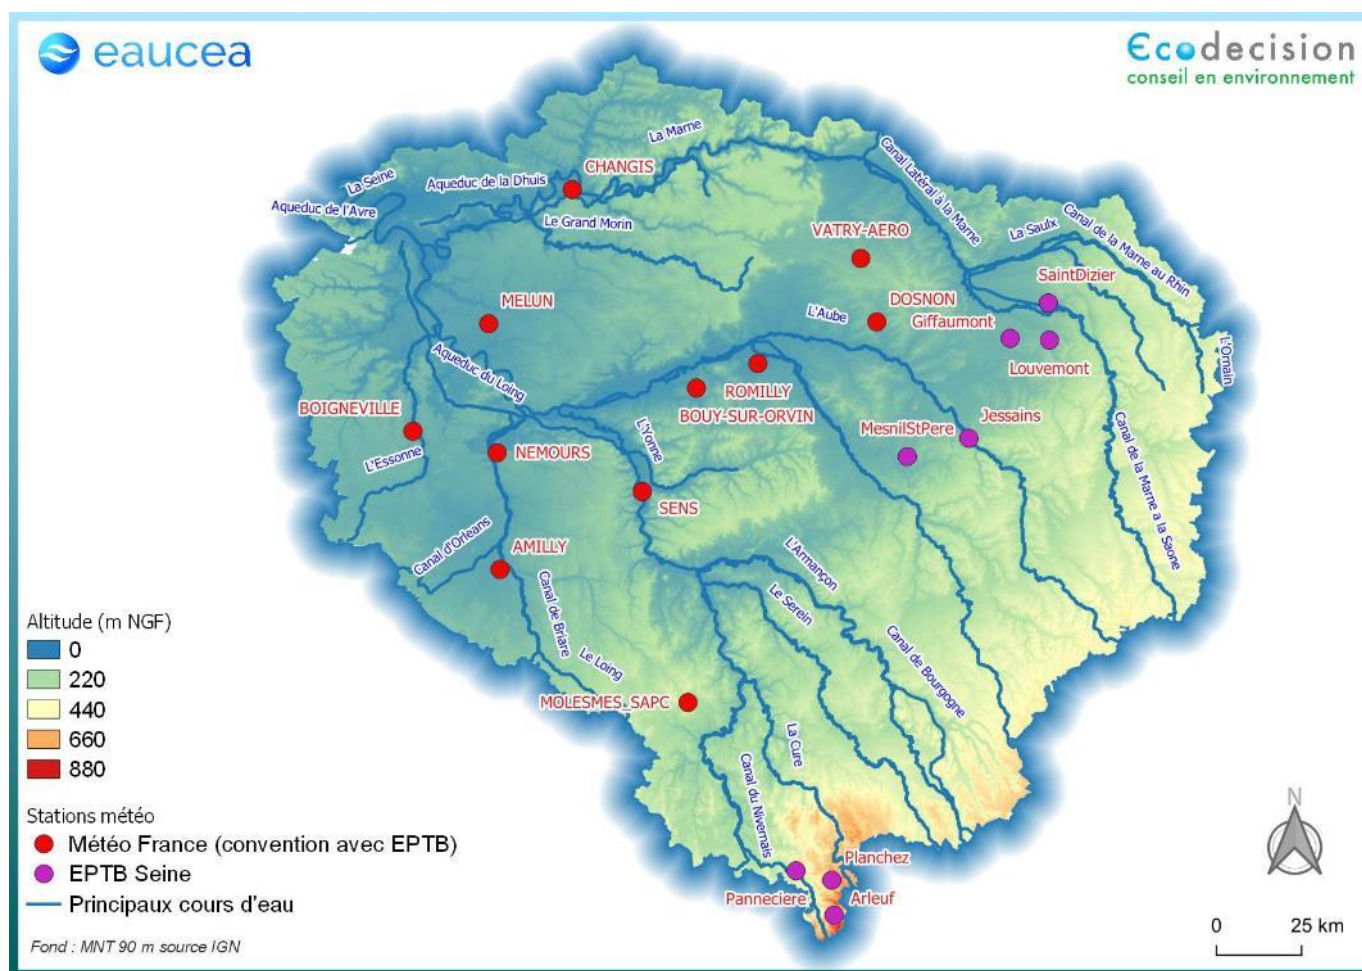 eaucea
Ecodecision
conseil en environnement
La Marne
CHANGIS
La Seine
Aqueduc de la Dhuis
Aqueduc de l'Avre
Le Grand Morin
Canal Latéral à la Marne
VATRY-AERO
La Saulx
Canal de la Marne au Rhin
SaintDizier
MELUN
DOSNON
L'Aube
Giffaumont
Louvemont
L'Ornain
Aqueduc du Loing
ROMILLY
BOUY-SUR-ORVIN
BOIGNEVILLE
MesnilStPere
Jessains
L'Essonne
NEMOURS
L'Yonne
SENS
Canal de la Marne a la Saone
Canal d'Orleans
AMILLY
L'Armançon
Canal de Briare
Le Serein
Le Loing
Canal de Bourgogne
MOLESMES_SAPC
La Cure
Canal du Nivernais
Planchez
Panneciere
Arleuf
Altitude (m NGF)
0
220
440
660
880
Stations météo
Météo France (convention avec EPTB)
EPTB Seine
Principaux cours d'eau
Fond : MNT 90 m source IGN
N
0 25 km